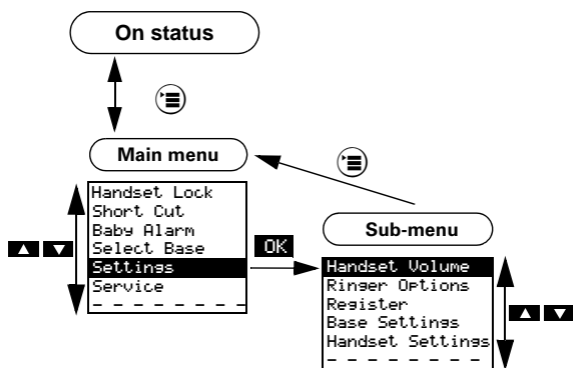 On status
Main menu
Handset Lock
Short Cut
Baby Alarm
Select Base
Settings
Service
OK
Sub-menu
Handset Volume
Ringer Options
Register
Base Settings
Handset Settings